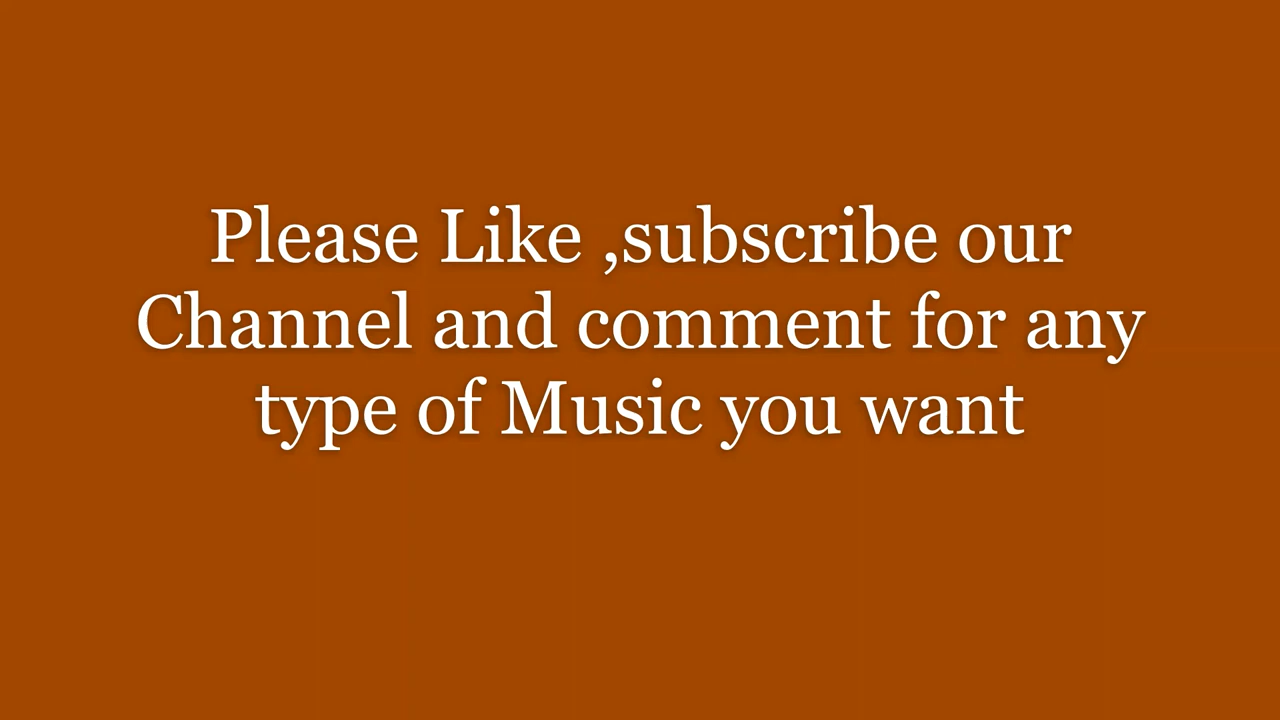 Please Like ,subscribe our
Channel and comment for any
type of Music you want